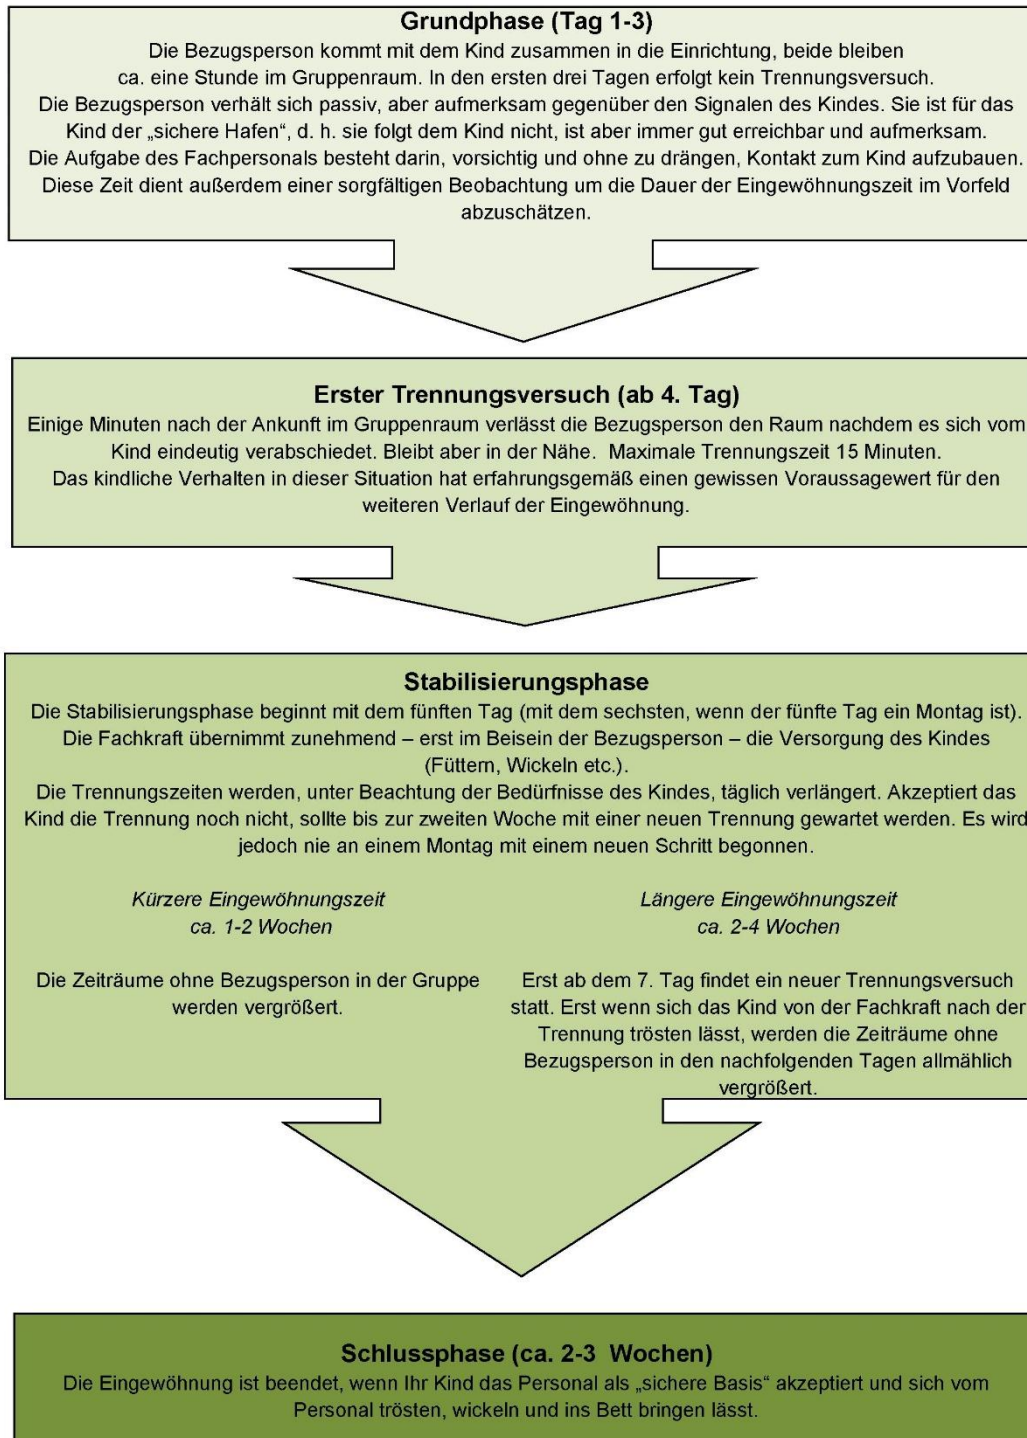 Grundphase (Tag 1-3)
Die Bezugsperson kommt mit dem Kind zusammen in die Einrichtung, beide bleiben
ca. eine Stunde im Gruppenraum. In den ersten drei Tagen erfolgt kein Trennungsversuch.
Die Bezugsperson verhält sich passiv, aber aufmerksam gegenüber den Signalen des Kindes. Sie ist für das
Kind der „sichere Hafen“, d. h. sie folgt dem Kind nicht, ist aber immer gut erreichbar und aufmerksam.
Die Aufgabe des Fachpersonals besteht darin, vorsichtig und ohne zu drängen, Kontakt zum Kind aufzubauen.
Diese Zeit dient außerdem einer sorgfältigen Beobachtung um die Dauer der Eingewöhnungszeit im Vorfeld
abzuschätzen.
Erster Trennungsversuch (ab 4. Tag)
Einige Minuten nach der Ankunft im Gruppenraum verlässt die Bezugsperson den Raum nachdem es sich vom
Kind eindeutig verabschiedet. Bleibt aber in der Nähe. Maximale Trennungszeit 15 Minuten.
Das kindliche Verhalten in dieser Situation hat erfahrungsgemäß einen gewissen Voraussagewert für den
weiteren Verlauf der Eingewöhnung.
Stabilisierungsphase
Die Stabilisierungsphase beginnt mit dem fünften Tag (mit dem sechsten, wenn der fünfte Tag ein Montag ist).
Die Fachkraft übernimmt zunehmend – erst im Beisein der Bezugsperson – die Versorgung des Kindes
(Füttern, Wickeln etc.).
Die Trennungszeiten werden, unter Beachtung der Bedürfnisse des Kindes, täglich verlängert. Akzeptiert das
Kind die Trennung noch nicht, sollte bis zur zweiten Woche mit einer neuen Trennung gewartet werden. Es wird
jedoch nie an einem Montag mit einem neuen Schritt begonnen.
Kürzere Eingewöhnungszeit
ca. 1-2 Wochen
Die Zeiträume ohne Bezugsperson in der Gruppe
werden vergrößert.
Längere Eingewöhnungszeit
ca. 2-4 Wochen
Erst ab dem 7. Tag findet ein neuer Trennungsversuch
statt. Erst wenn sich das Kind von der Fachkraft nach der
Trennung trösten lässt, werden die Zeiträume ohne
Bezugsperson in den nachfolgenden Tagen allmählich
vergrößert.
Schlussphase (ca. 2-3 Wochen)
Die Eingewöhnung ist beendet, wenn Ihr Kind das Personal als „sichere Basis“ akzeptiert und sich vom
Personal trösten, wickeln und ins Bett bringen lässt.